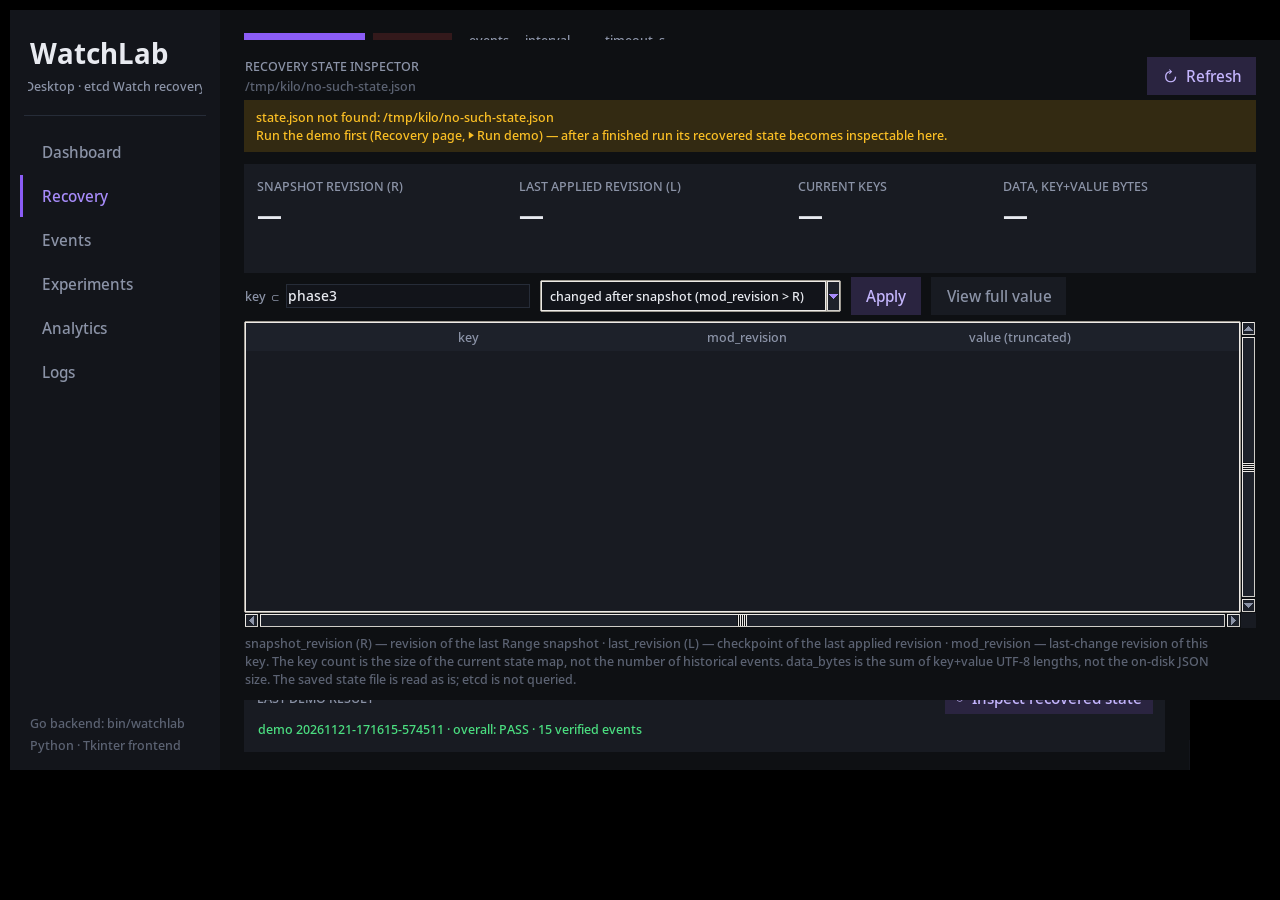 WatchLab
Desktop · etcd Watch recovery
Dashboard
Recovery
Events
Experiments
Analytics
Logs
Go backend: bin/watchlab
Python · Tkinter frontend
events interval timeout, s
RECOVERY STATE INSPECTOR
/tmp/kilo/no-such-state.json
Refresh
state.json not found: /tmp/kilo/no-such-state.json
Run the demo first (Recovery page, ▶ Run demo) — after a finished run its recovered state becomes inspectable here.
SNAPSHOT REVISION (R) LAST APPLIED REVISION (L) CURRENT KEYS DATA, KEY+VALUE BYTES
— — — —
key ⊂ phase3 changed after snapshot (mod_revision > R) Apply View full value
key mod_revision value (truncated)
snapshot_revision (R) — revision of the last Range snapshot · last_revision (L) — checkpoint of the last applied revision · mod_revision — last-change revision of this
key. The key count is the size of the current state map, not the number of historical events. data_bytes is the sum of key+value UTF-8 lengths, not the on-disk JSON
size. The saved state file is read as is; etcd is not queried.
LAST DEMO RESULT Inspect recovered state
demo 20261121-171615-574511 · overall: PASS · 15 verified events